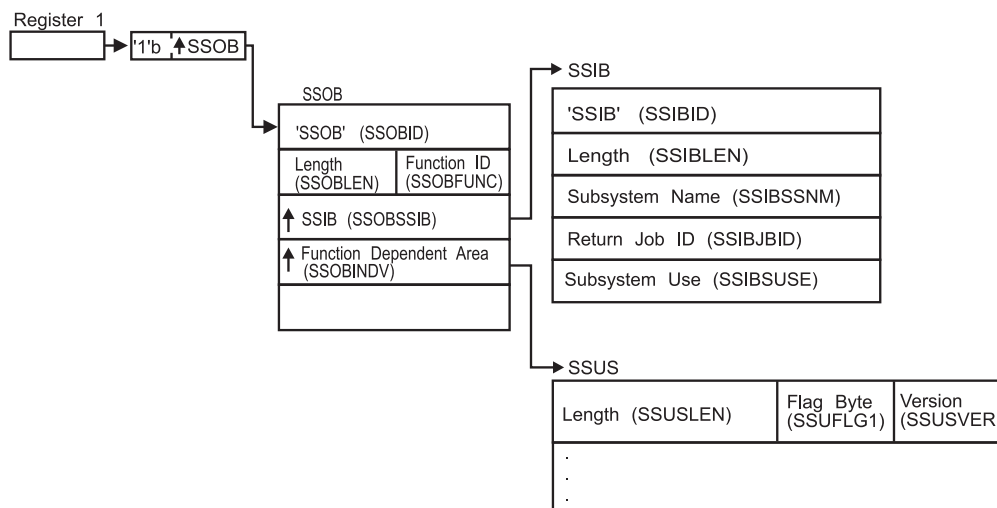 Register 1
'1'b ↑SSOB
SSOB
'SSOB' (SSOBID)
Length
(SSOBLEN)
Function ID
(SSOBFUNC)
↑ SSIB (SSOBSSIB)
↑ Function Dependent Area
(SSOBINDV)
SSIB
'SSIB' (SSIBID)
Length (SSIBLEN)
Subsystem Name (SSIBSSNM)
Return Job ID (SSIBJBID)
Subsystem Use (SSIBSUSE)
SSUS
Length (SSUSLEN)
Flag Byte
(SSUFLG1)
Version
(SSUSVER
.
.
.